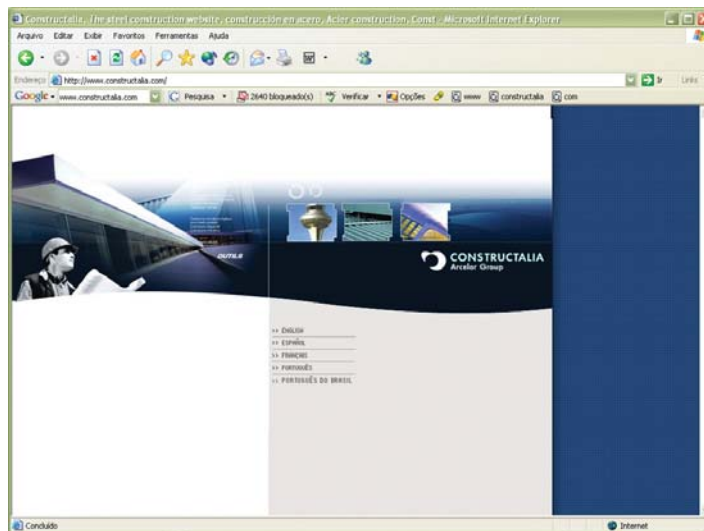 Constructalia, The steel construction website, construcción en acero, Acier construction, Const - Microsoft Internet Explorer
Arquivo Editar Exibir Favoritos Ferramentas Ajuda
Endereço http://www.constructalia.com/ Ir Links
Google www.constructalia.com Pesquisa 2640 bloqueado(s) Verificar Opções www constructalia com
OUTILS
CONSTRUCTALIA
Arcelor Group
>> ENGLISH
>> ESPAÑOL
>> FRANÇAIS
>> PORTUGUÊS
>> PORTUGUÊS DO BRASIL
Concluído Internet